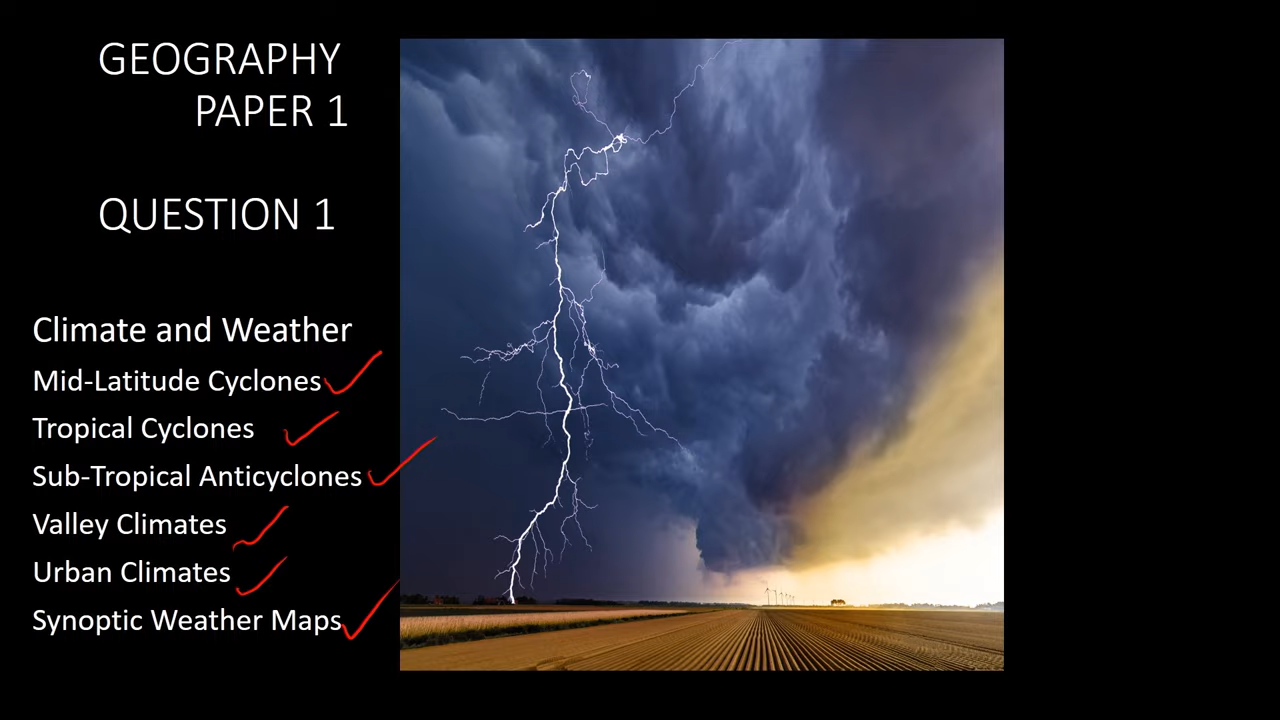 GEOGRAPHY
PAPER 1
QUESTION 1
Climate and Weather
Mid-Latitude Cyclones
Tropical Cyclones
Sub-Tropical Anticyclones
Valley Climates
Urban Climates
Synoptic Weather Maps